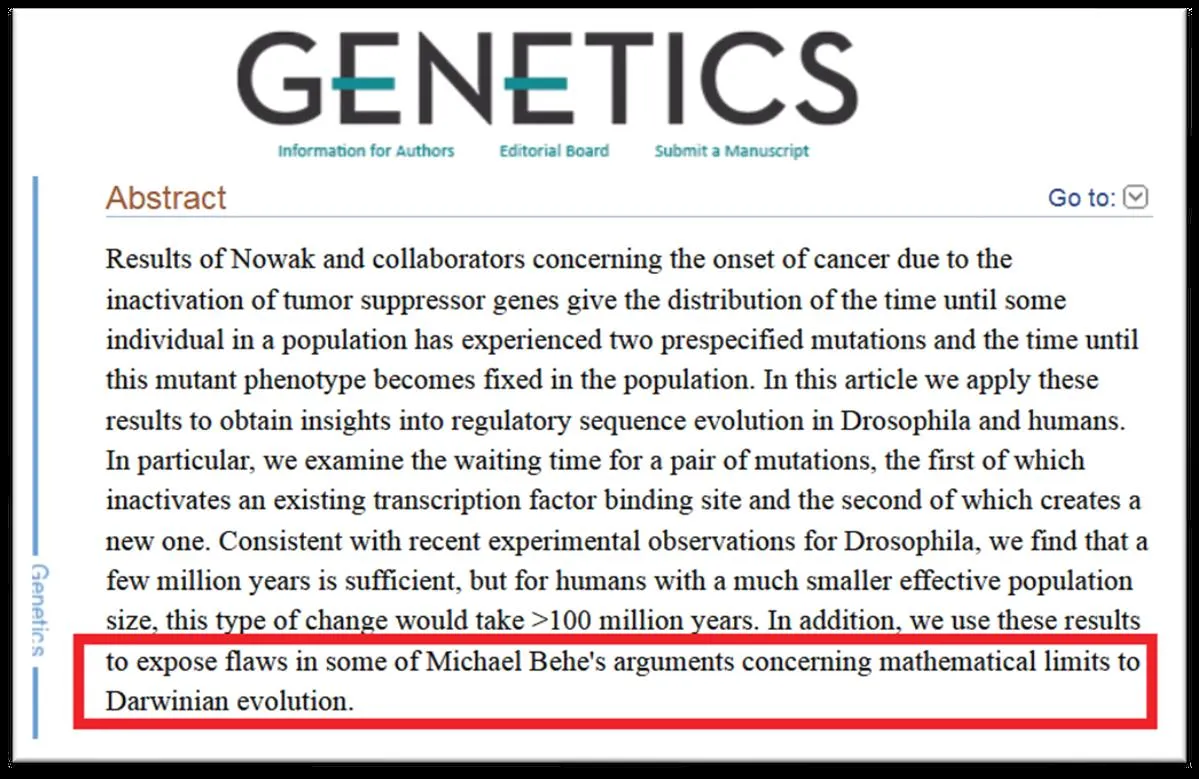 GENETICS
Information for Authors Editorial Board Submit a Manuscript
Abstract Go to:
Results of Nowak and collaborators concerning the onset of cancer due to the
inactivation of tumor suppressor genes give the distribution of the time until some
individual in a population has experienced two prespecified mutations and the time until
this mutant phenotype becomes fixed in the population. In this article we apply these
results to obtain insights into regulatory sequence evolution in Drosophila and humans.
In particular, we examine the waiting time for a pair of mutations, the first of which
inactivates an existing transcription factor binding site and the second of which creates a
new one. Consistent with recent experimental observations for Drosophila, we find that a
few million years is sufficient, but for humans with a much smaller effective population
size, this type of change would take >100 million years. In addition, we use these results
to expose flaws in some of Michael Behe's arguments concerning mathematical limits to
Darwinian evolution.
Genetics